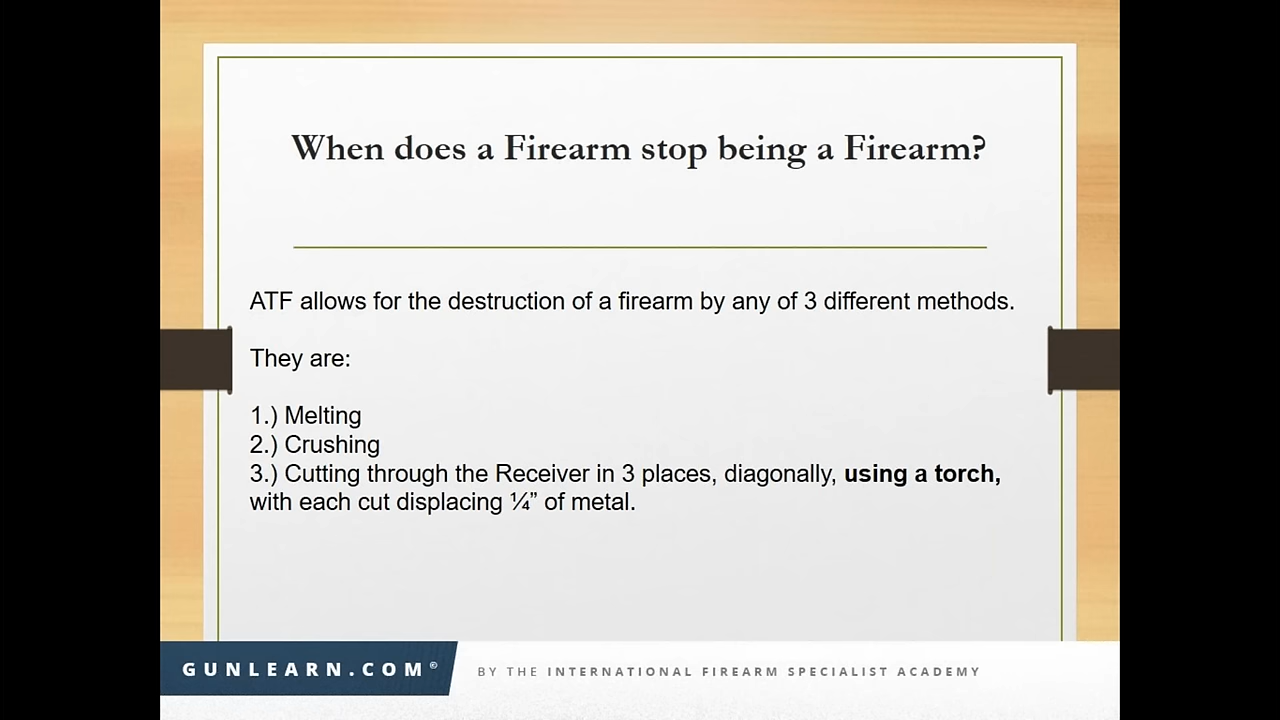 When does a Firearm stop being a Firearm?
ATF allows for the destruction of a firearm by any of 3 different methods.
They are:
1.) Melting
2.) Crushing
3.) Cutting through the Receiver in 3 places, diagonally, using a torch,
with each cut displacing ¼” of metal.
GUNLEARN.COM© BY THE INTERNATIONAL FIREARM SPECIALIST ACADEMY